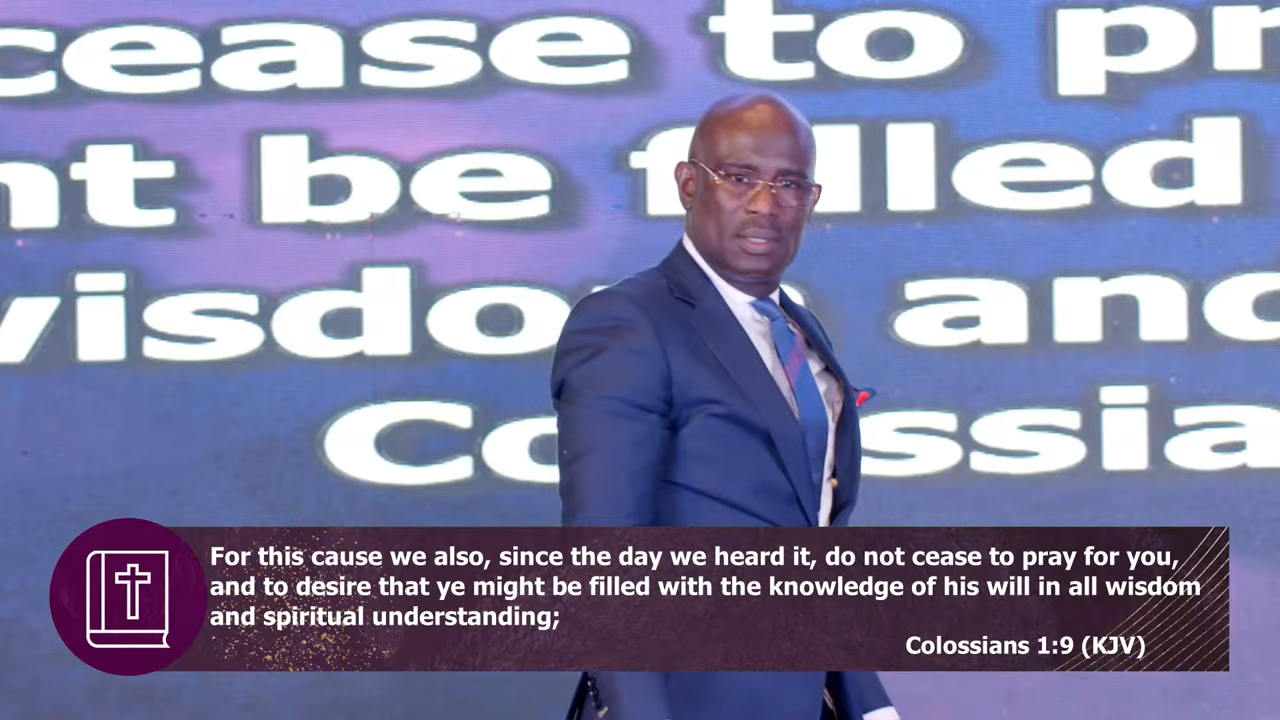 cease to pr
nt be filled
wisdom and
Colossia
For this cause we also, since the day we heard it, do not cease to pray for you,
and to desire that ye might be filled with the knowledge of his will in all wisdom
and spiritual understanding;
Colossians 1:9 (KJV)